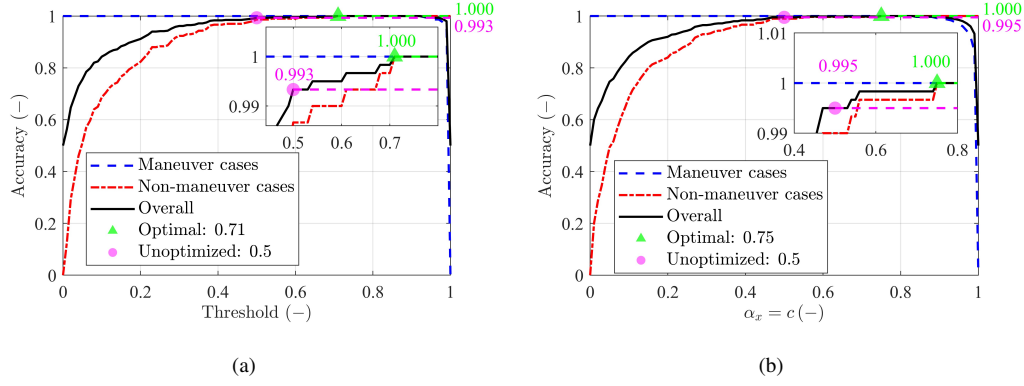 1.000
0.993
1
0.8
0.6
0.4
0.2
0
Accuracy (−)
1
0.99
0.993
1.000
0.5
0.6
0.7
Maneuver cases
Non-maneuver cases
Overall
Optimal: 0.71
Unoptimized: 0.5
0
0.2
0.4
0.6
0.8
1
Threshold (−)
(a)
1.000
0.995
1
0.8
0.6
0.4
0.2
0
Accuracy (−)
1.01
1
0.99
0.995
1.000
0.4
0.6
0.8
Maneuver cases
Non-maneuver cases
Overall
Optimal: 0.75
Unoptimized: 0.5
0
0.2
0.4
0.6
0.8
1
αₓ = c (−)
(b)